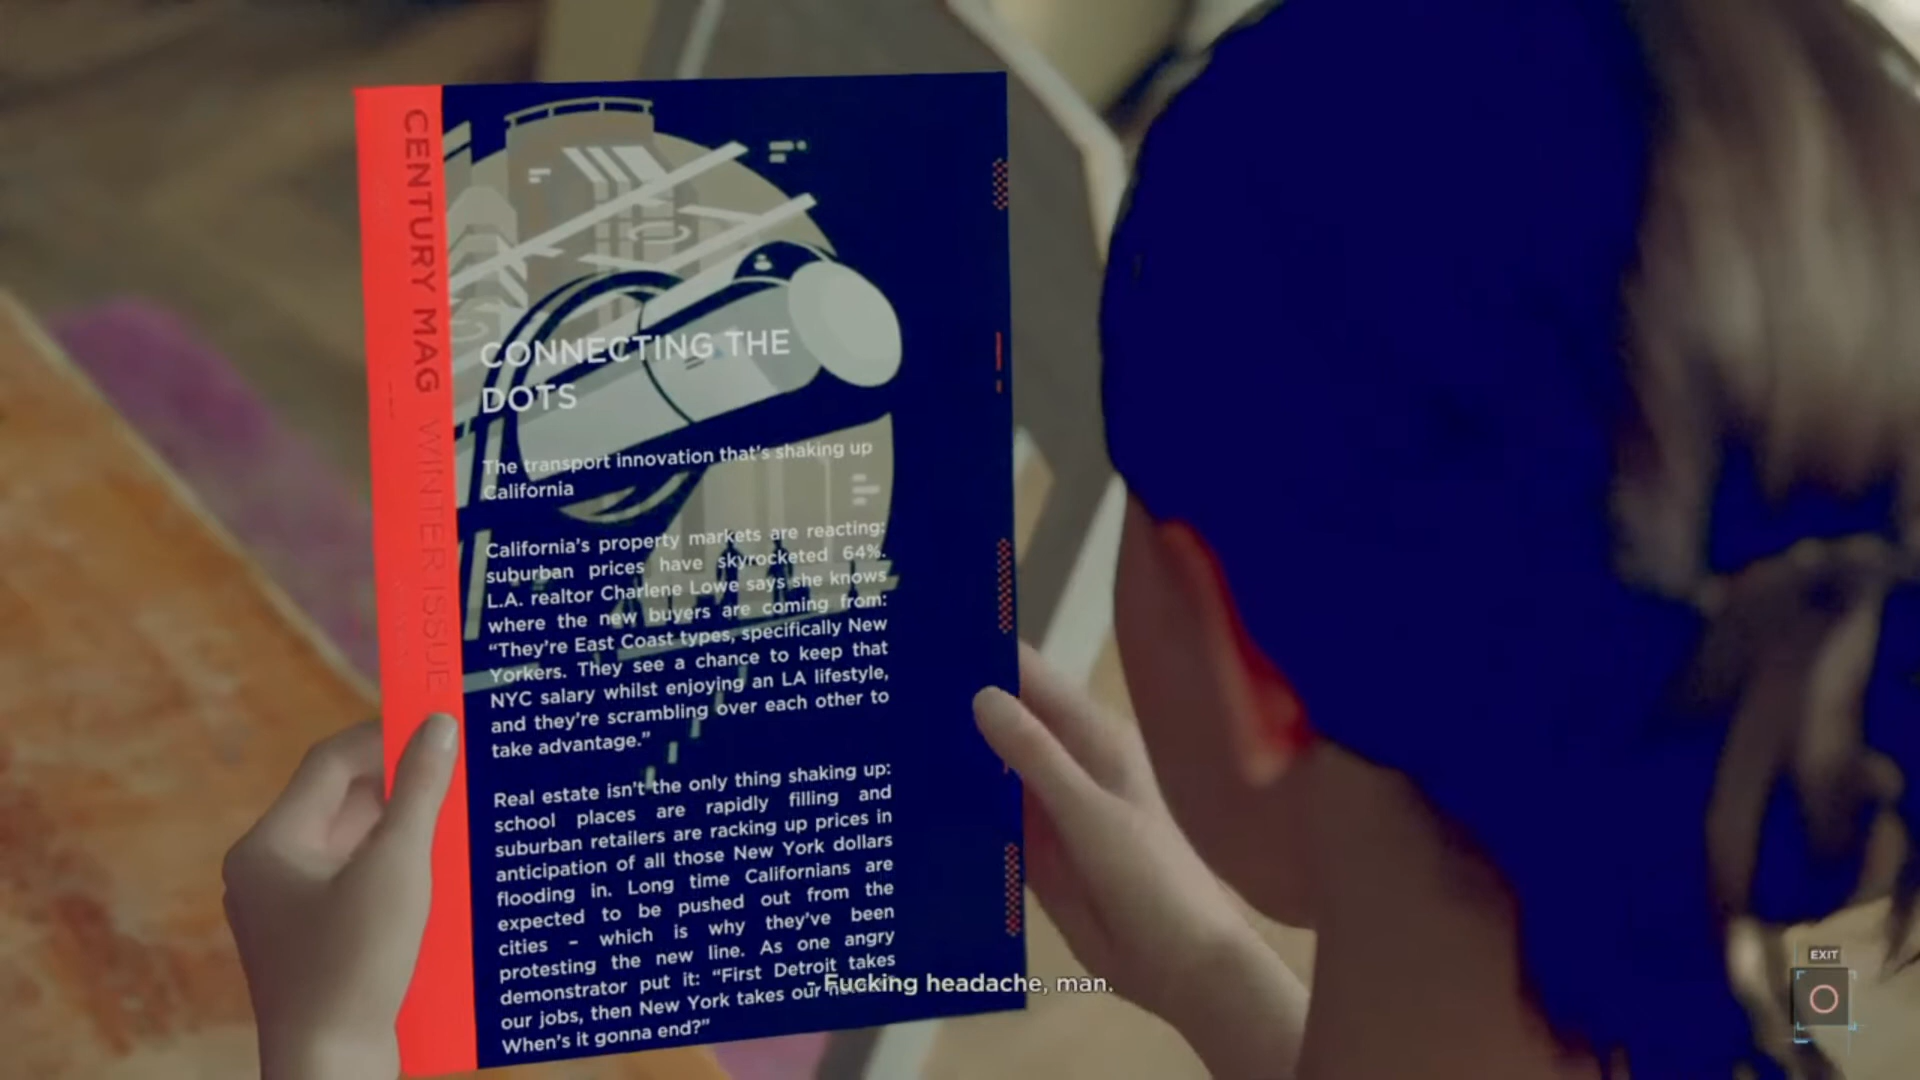 CENTURY MAG WINTER ISSUE
CONNECTING THE
DOTS
The transport innovation that's shaking up
California
California's property markets are reacting:
suburban prices have skyrocketed 64%.
L.A. realtor Charlene Lowe says she knows
where the new buyers are coming from:
“They're East Coast types, specifically New
Yorkers. They see a chance to keep that
NYC salary whilst enjoying an LA lifestyle,
and they're scrambling over each other to
take advantage.”
Real estate isn't the only thing shaking up:
school places are rapidly filling and
suburban retailers are racking up prices in
anticipation of all those New York dollars
flooding in. Long time Californians are
expected to be pushed out from the
cities – which is why they've been
protesting the new line. As one angry
demonstrator put it: “First Detroit takes
our jobs, then New York takes our
When's it gonna end?”
- Fucking headache, man.
EXIT